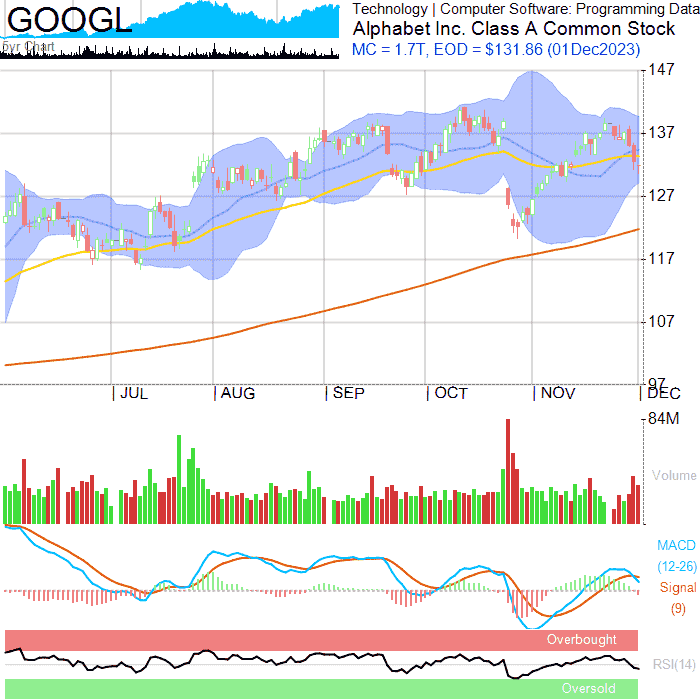 GOOGL
Technology | Computer Software: Programming Data
Alphabet Inc. Class A Common Stock
MC = 1.7T, EOD = $131.86 (01Dec2023)
5yr Chart
147
137
127
117
107
97
JUL
AUG
SEP
OCT
NOV
DEC
84M
Volume
MACD
(12-26)
Signal
(9)
Overbought
RSI(14)
Oversold